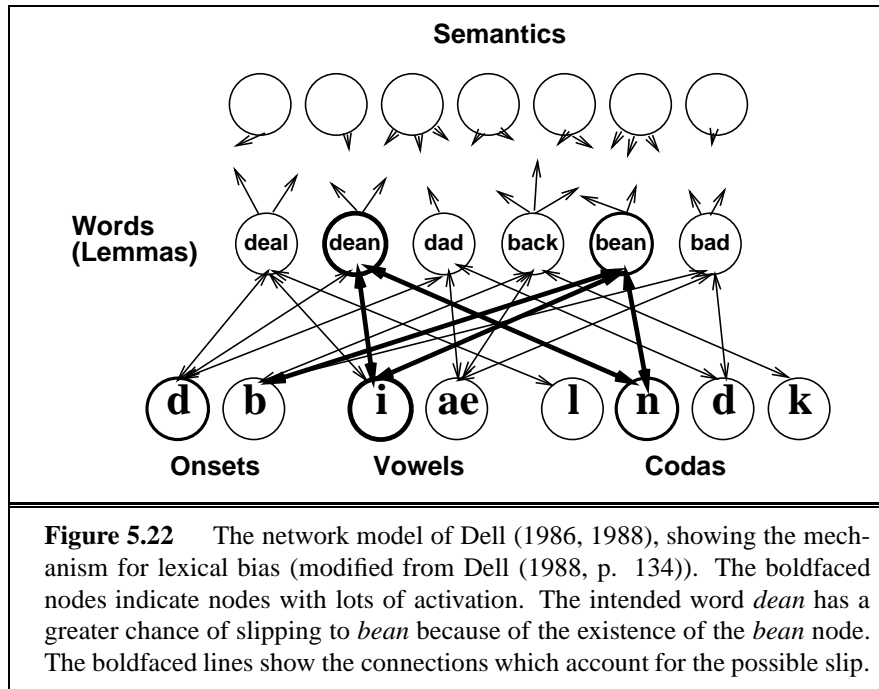 Semantics
Words
(Lemmas)
deal dean dad back bean bad
d b i ae l n d k
Onsets Vowels Codas
Figure 5.22 The network model of Dell (1986, 1988), showing the mech-
anism for lexical bias (modified from Dell (1988, p. 134)). The boldfaced
nodes indicate nodes with lots of activation. The intended word dean has a
greater chance of slipping to bean because of the existence of the bean node.
The boldfaced lines show the connections which account for the possible slip.